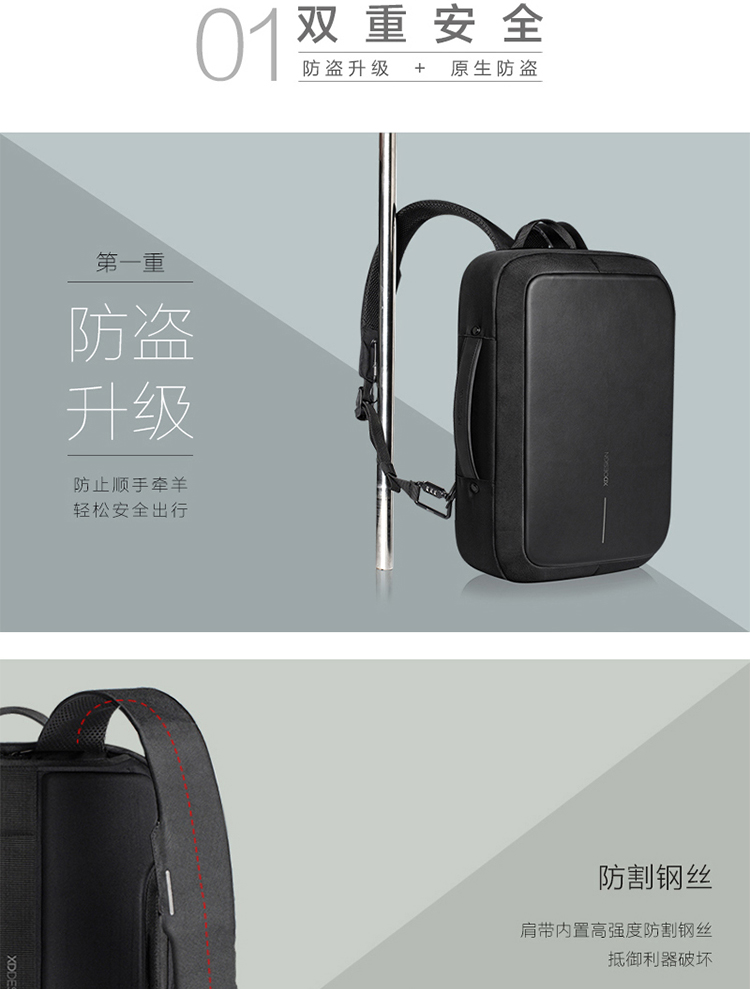 01
双重安全
防盗升级 + 原生防盗
第一重
防盗
升级
防止顺手牵羊
轻松安全出行
XDDESIGN
防割钢丝
肩带内置高强度防割钢丝
抵御利器破坏
XDDES